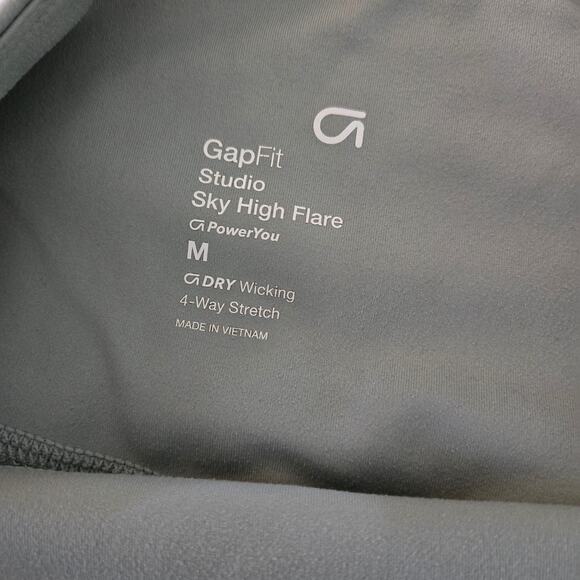 GapFit
Studio
Sky High Flare
PowerYou
M
DRY Wicking
4-Way Stretch
MADE IN VIETNAM